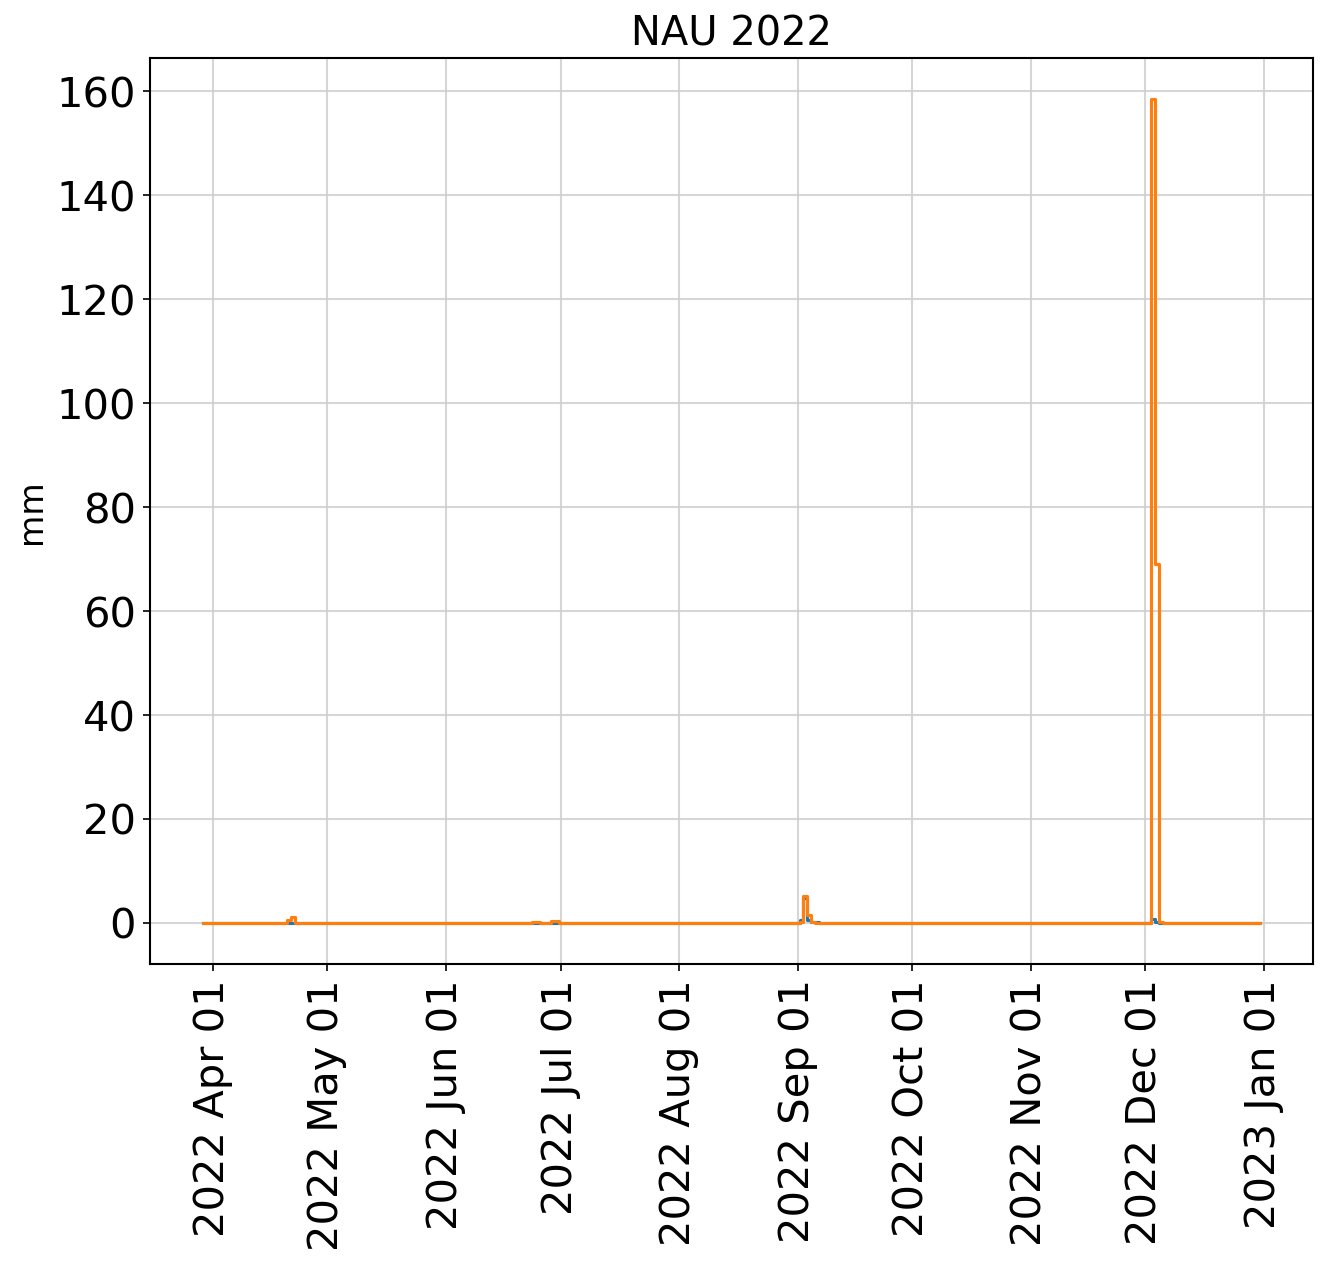 NAU 2022
160
140
120
100
80
60
40
20
0
mm
2022 Apr 01
2022 May 01
2022 Jun 01
2022 Jul 01
2022 Aug 01
2022 Sep 01
2022 Oct 01
2022 Nov 01
2022 Dec 01
2023 Jan 01